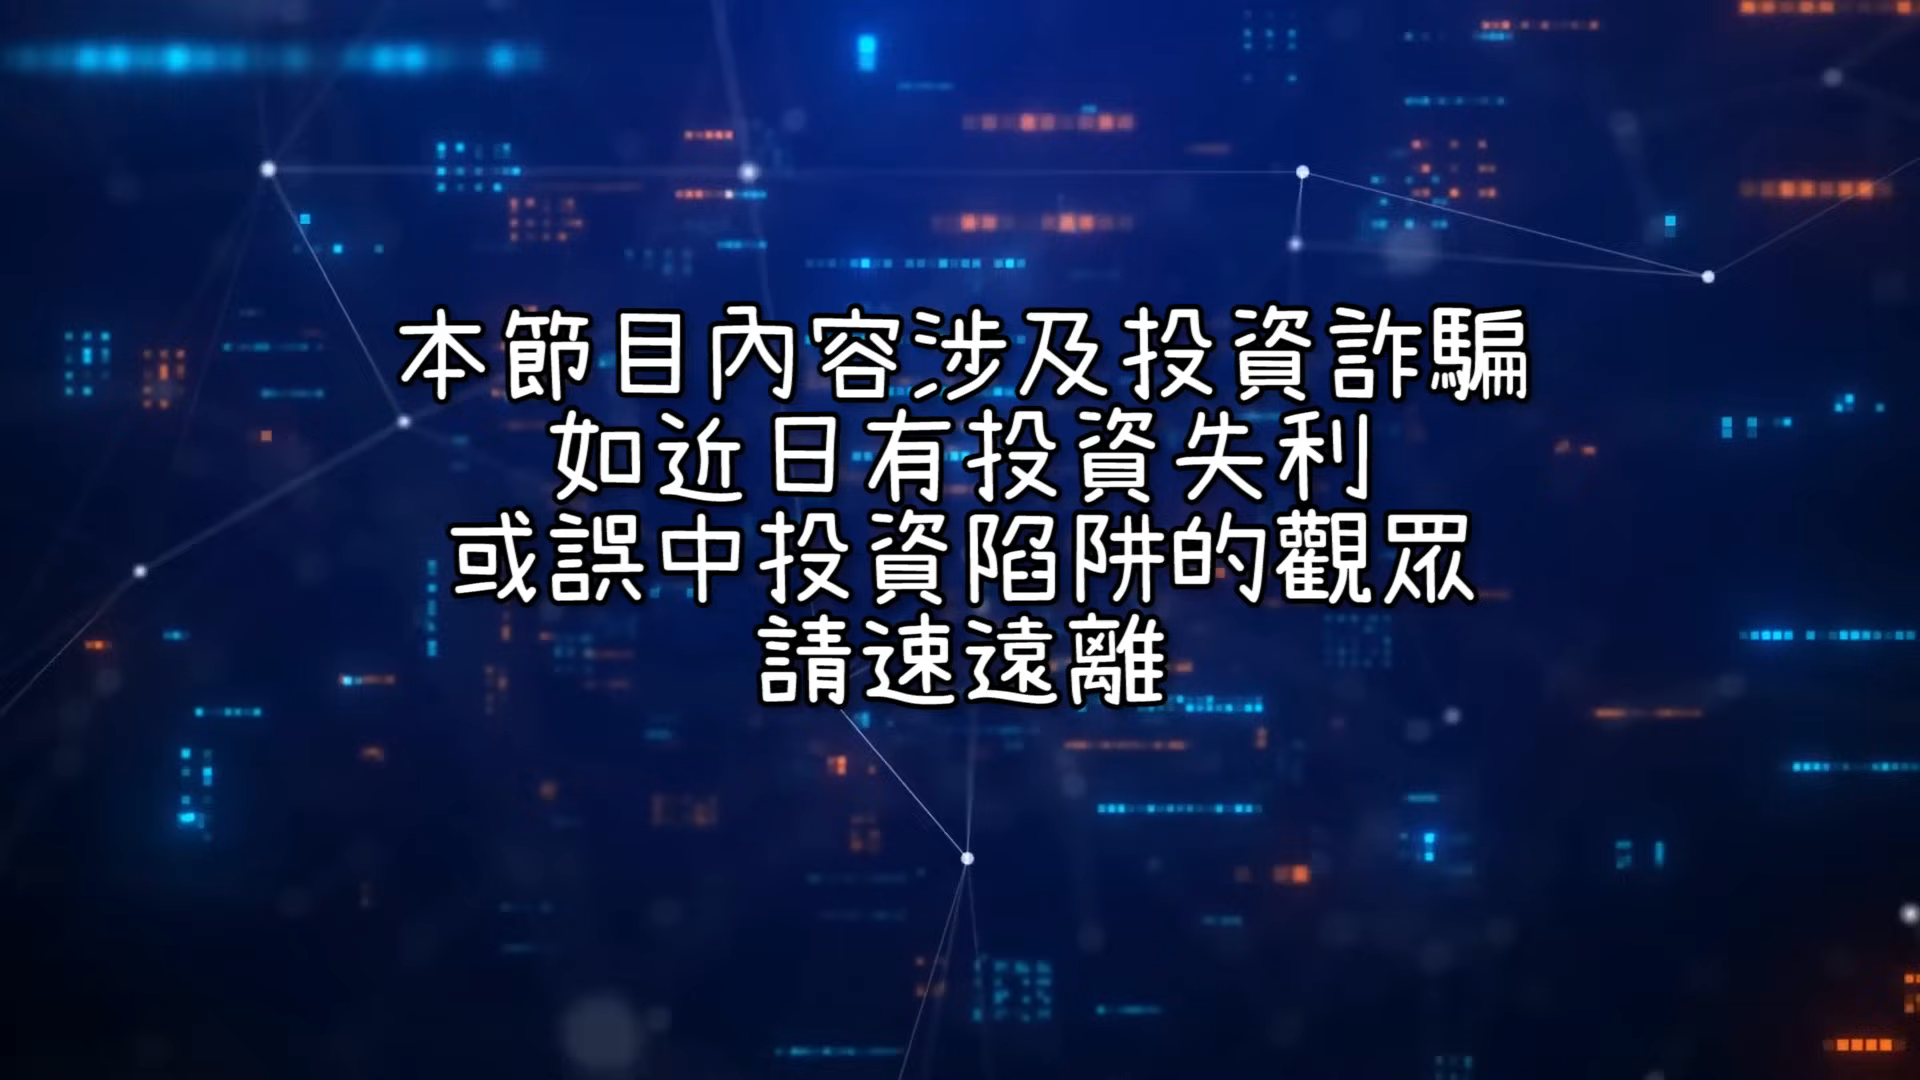 本節目內容涉及投資詐騙
如近日有投資失利
或誤中投資陷阱的觀眾
請速遠離